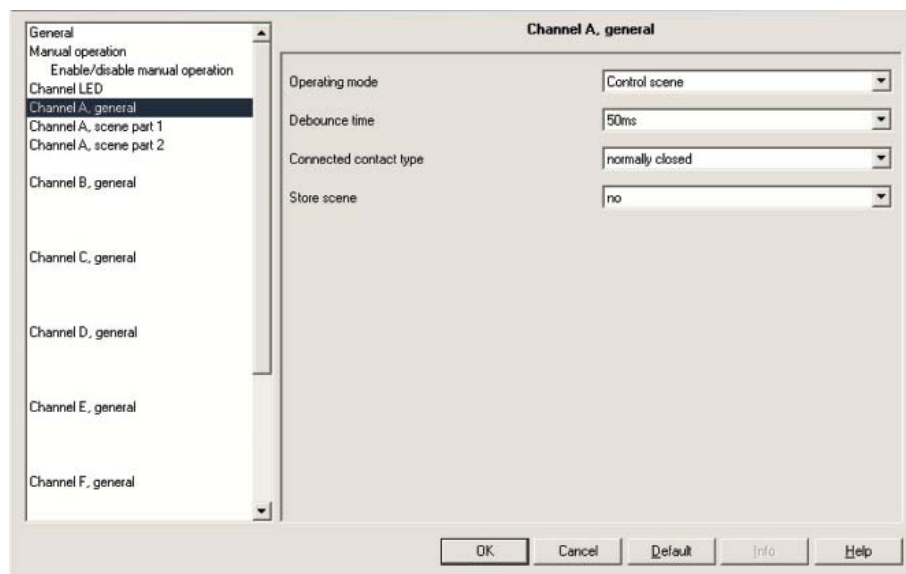 General
Manual operation
Enable/disable manual operation
Channel LED
Channel A, general
Channel A, scene part 1
Channel A, scene part 2
Channel B, general
Channel C, general
Channel D, general
Channel E, general
Channel F, general
Channel A, general
Operating mode
Control scene
Debounce time
50ms
Connected contact type
normally closed
Store scene
no
OK
Cancel
Default
Info
Help